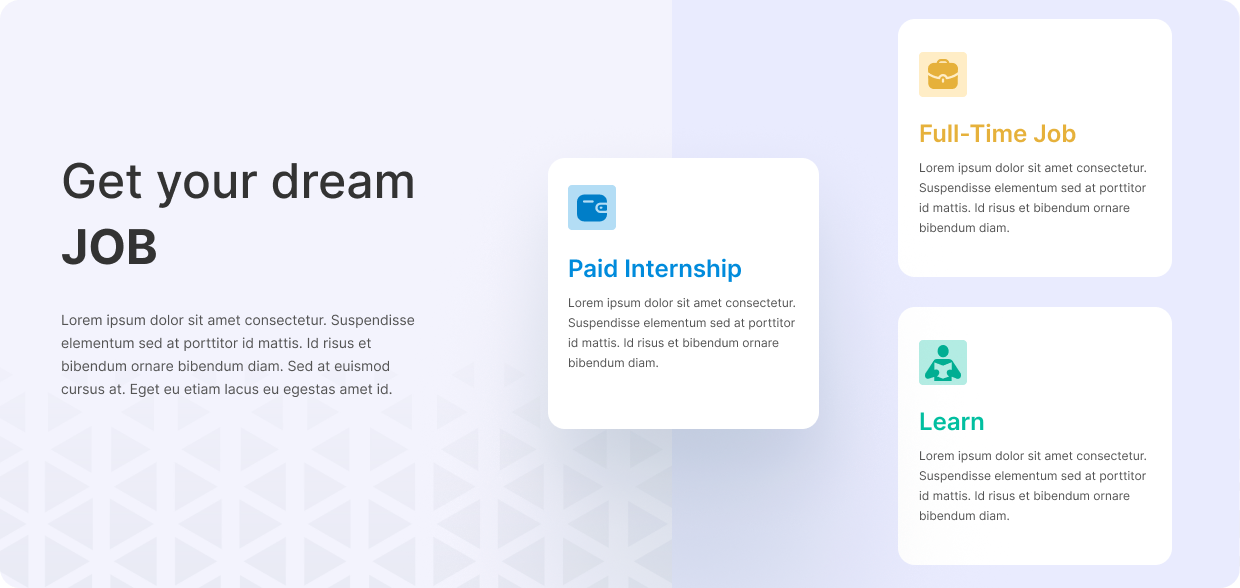 Get your dream
JOB
Lorem ipsum dolor sit amet consectetur. Suspendisse
elementum sed at porttitor id mattis. Id risus et
bibendum ornare bibendum diam. Sed at euismod
cursus at. Eget eu etiam lacus eu egestas amet id.
Paid Internship
Lorem ipsum dolor sit amet consectetur.
Suspendisse elementum sed at porttitor
id mattis. Id risus et bibendum ornare
bibendum diam.
Full-Time Job
Lorem ipsum dolor sit amet consectetur.
Suspendisse elementum sed at porttitor
id mattis. Id risus et bibendum ornare
bibendum diam.
Learn
Lorem ipsum dolor sit amet consectetur.
Suspendisse elementum sed at porttitor
id mattis. Id risus et bibendum ornare
bibendum diam.